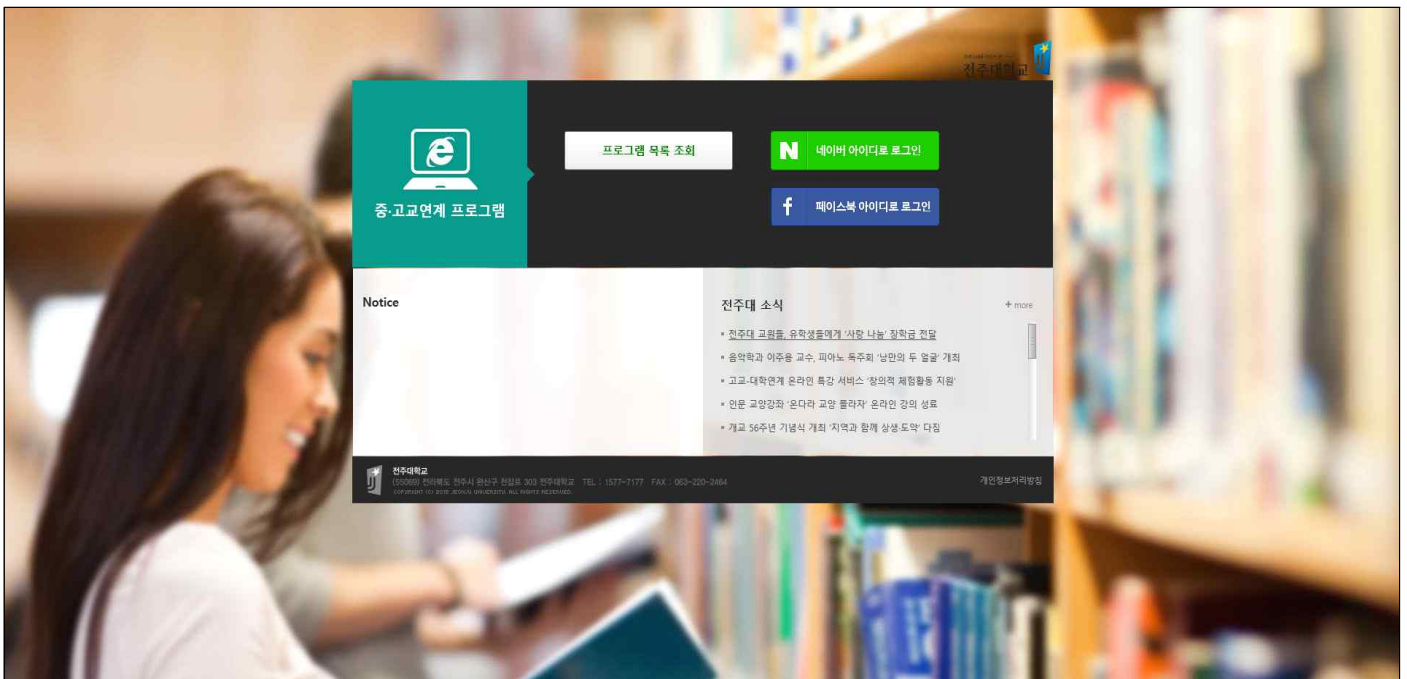 전주대학교
중·고교연계 프로그램
프로그램 목록 조회
N 네이버 아이디로 로그인
f 페이스북 아이디로 로그인
Notice
전주대 소식
+ more
전주대 교원들, 유학생들에게 '사랑 나눔' 장학금 전달
음악학과 이주용 교수, 피아노 독주회 '낭만의 두 얼굴' 개최
고교-대학연계 온라인 특강 서비스 '창의적 체험활동 지원'
인문 교양강좌 '온다라 교양 플라자' 온라인 강의 성료
개교 56주년 기념식 개최 '지역과 함께 상생·도약' 다짐
전주대학교
(55069) 전라북도 전주시 완산구 천잠로 303 전주대학교 TEL : 1577-7177 FAX : 063-220-2464
COPYRIGHT (C) 2015 JEONJU UNIVERSITY. ALL RIGHTS RESERVED.
개인정보처리방침